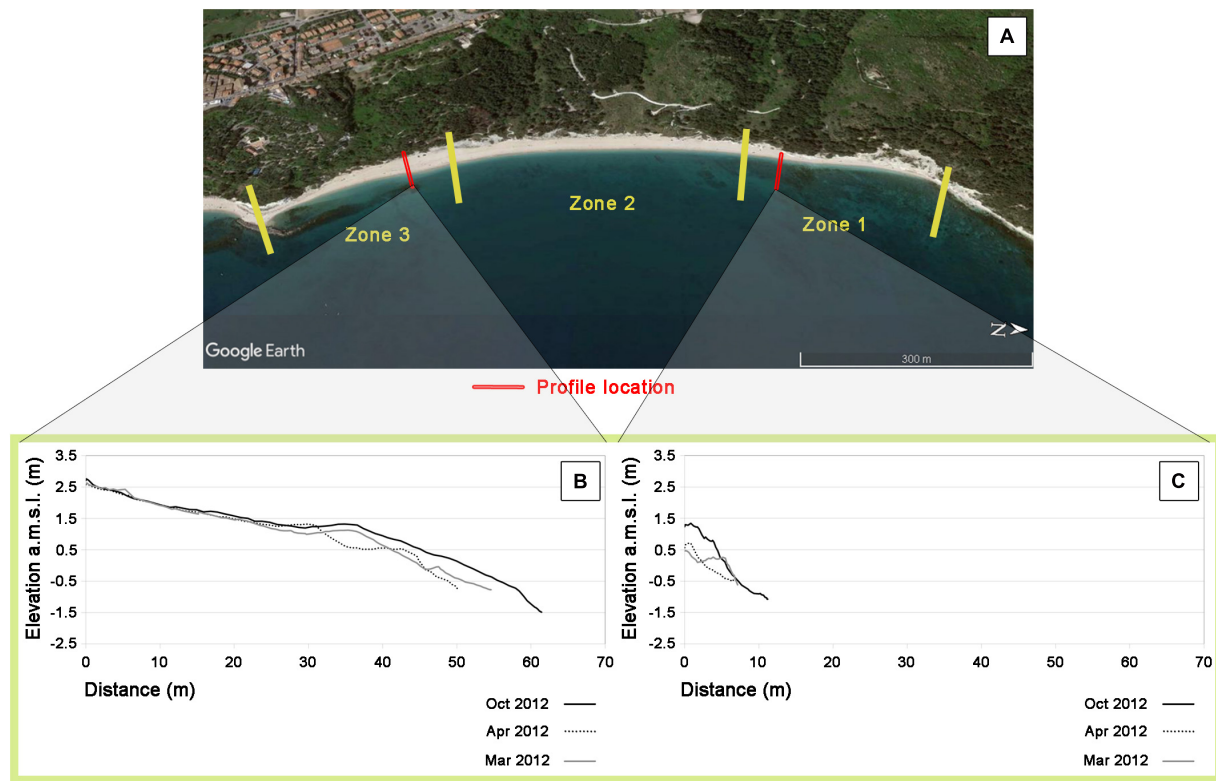 A
Zone 2
Zone 3
Zone 1
N
Google Earth
300 m
Profile location
B
Elevation a.m.s.l. (m)
3.5
2.5
1.5
0.5
-0.5
-1.5
-2.5
0 10 20 30 40 50 60 70
Distance (m)
Oct 2012
Apr 2012
Mar 2012
C
Elevation a.m.s.l. (m)
3.5
2.5
1.5
0.5
-0.5
-1.5
-2.5
0 10 20 30 40 50 60 70
Distance (m)
Oct 2012
Apr 2012
Mar 2012